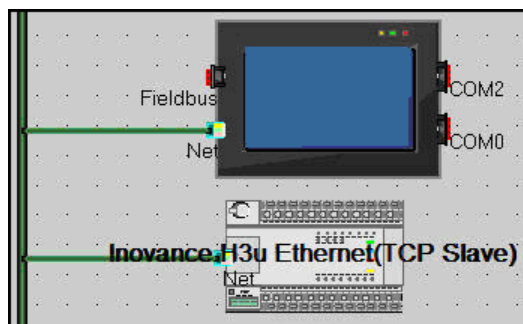 Fieldbus
COM2
Net
COM0
Inovance H3u Ethernet(TCP Slave)
Net